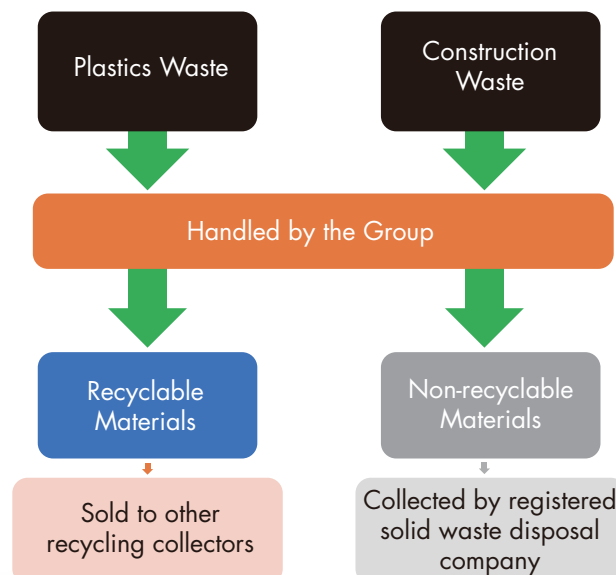 Plastics Waste
Construction
Waste
Handled by the Group
Recyclable
Materials
Non-recyclable
Materials
Sold to other
recycling collectors
Collected by registered
solid waste disposal
company